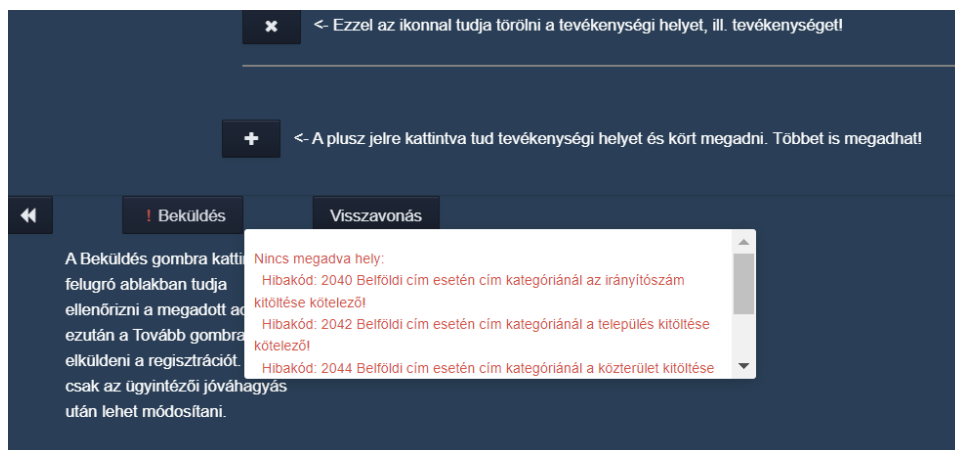 <- Ezzel az ikonnal tudja törölni a tevékenységi helyet, ill. tevékenységet!
<- A plusz jelre kattintva tud tevékenységi helyet és kört megadni. Többet is megadhat!
! Beküldés
Visszavonás
A Beküldés gombra katti
felugró ablakban tudja
ellenőrizni a megadott a
ezután a Tovább gombra
elküldeni a regisztrációt.
csak az ügyintézői jóváhagyás
után lehet módosítani.
Nincs megadva hely:
Hibakód: 2040 Belföldi cím esetén cím kategóriánál az irányítószám
kitöltése kötelező!
Hibakód: 2042 Belföldi cím esetén cím kategóriánál a település kitöltése
kötelező!
Hibakód: 2044 Belföldi cím esetén cím kategóriánál a közterület kitöltése